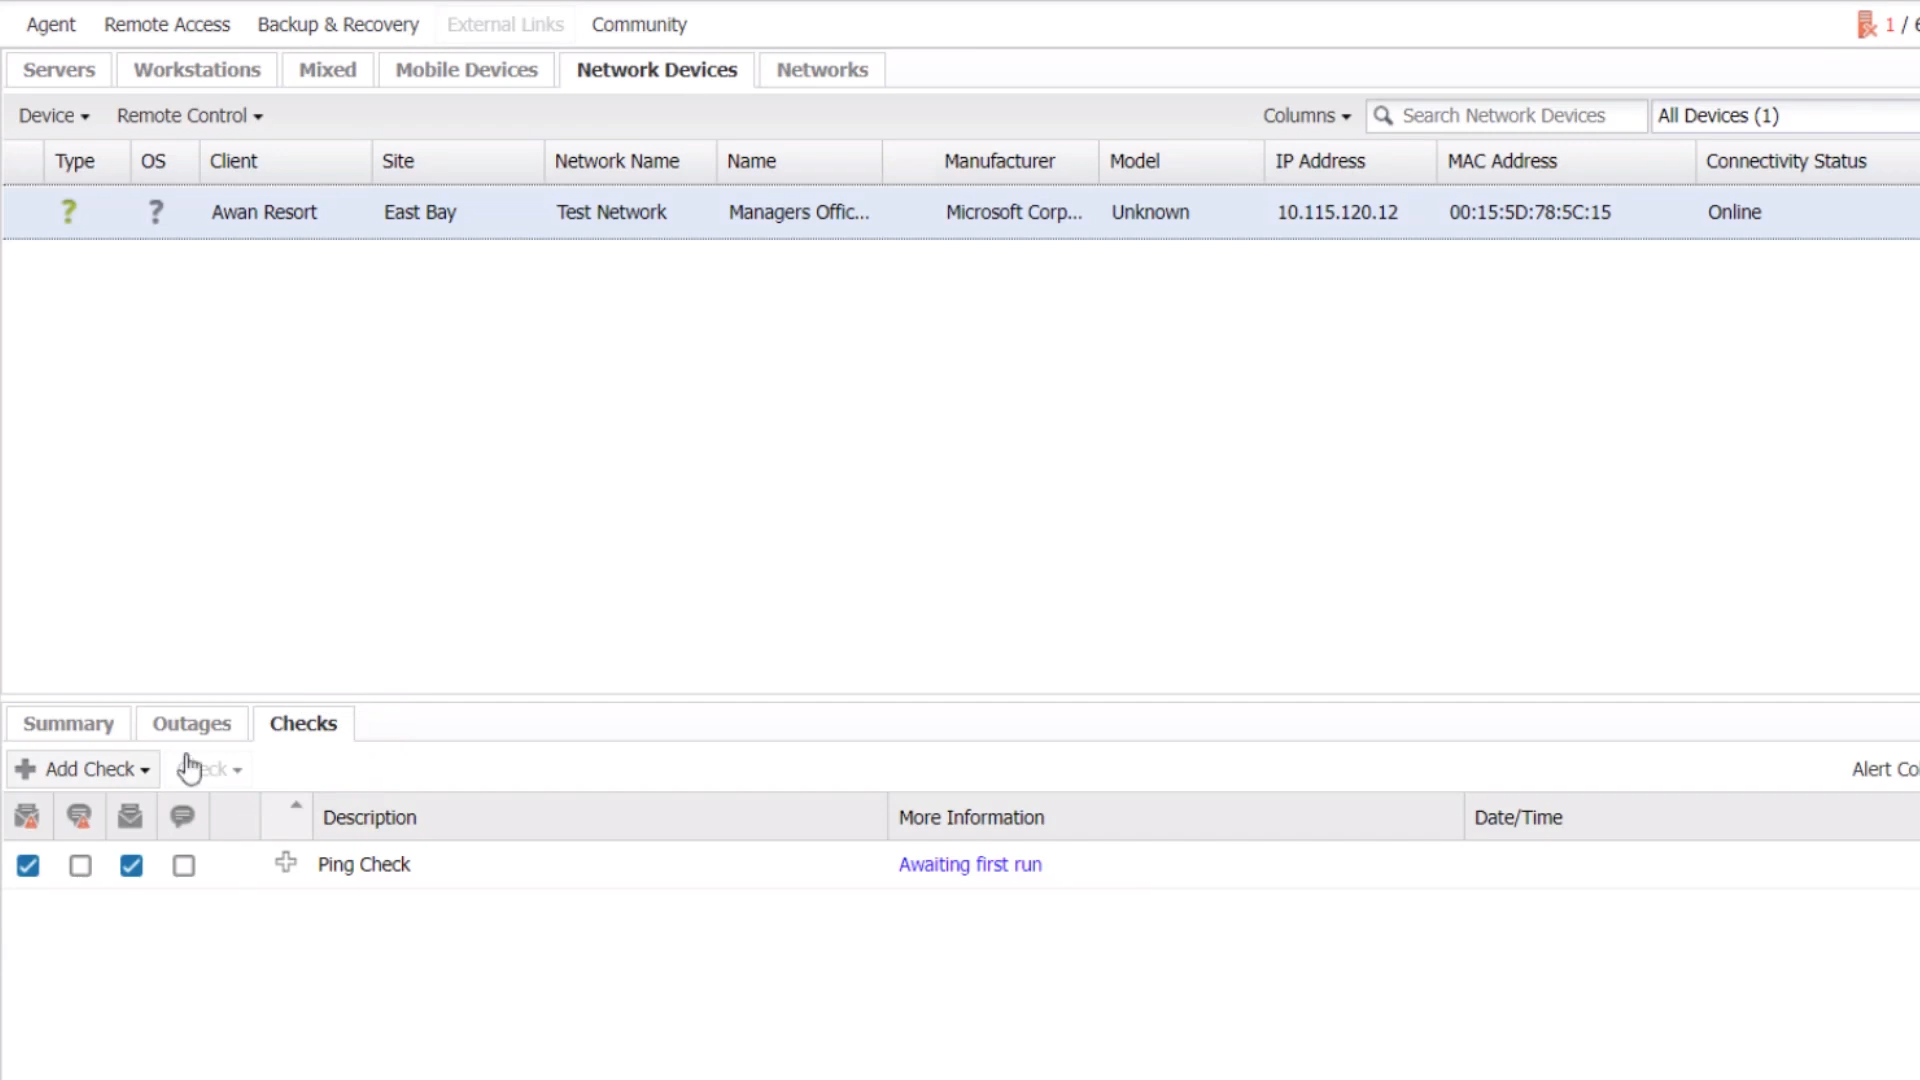 Agent Remote Access Backup & Recovery External Links Community 1 / 6
Servers Workstations Mixed Mobile Devices Network Devices Networks
Device Remote Control Columns Search Network Devices All Devices (1)
Type OS Client Site Network Name Name Manufacturer Model IP Address MAC Address Connectivity Status
? ? Awan Resort East Bay Test Network Managers Offic... Microsoft Corp... Unknown 10.115.120.12 00:15:5D:78:5C:15 Online
Summary Outages Checks
Add Check Alert Col
Description More Information Date/Time
Ping Check Awaiting first run